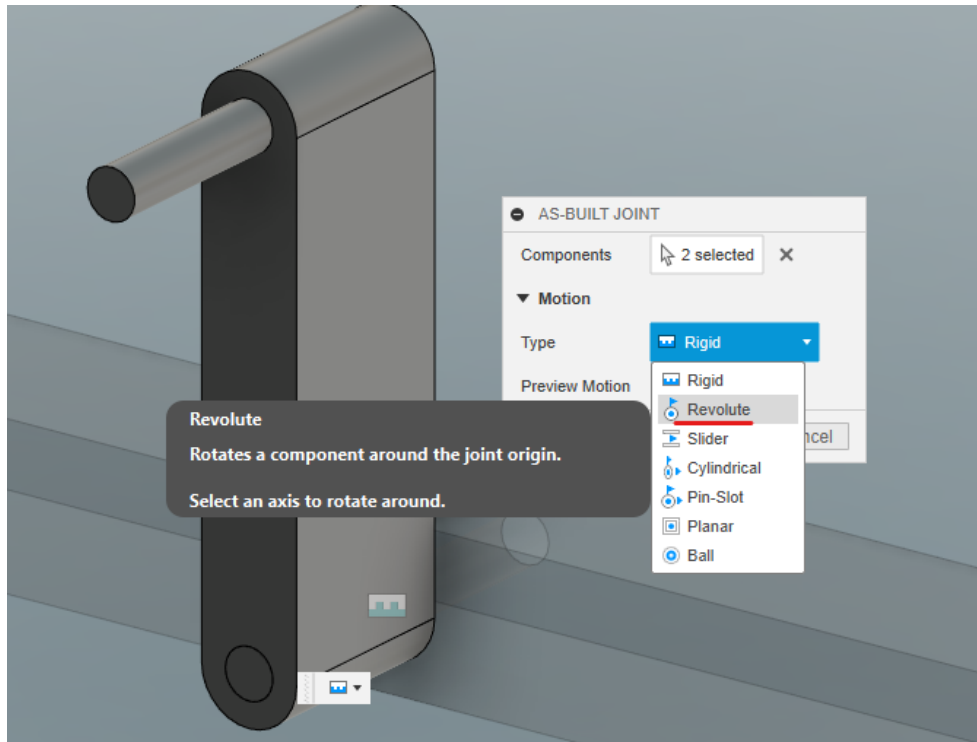 AS-BUILT JOINT
Components 2 selected
Motion
Type Rigid
Preview Motion
Rigid
Revolute
Slider
Cylindrical
Pin-Slot
Planar
Ball
Revolute
Rotates a component around the joint origin.
Select an axis to rotate around.